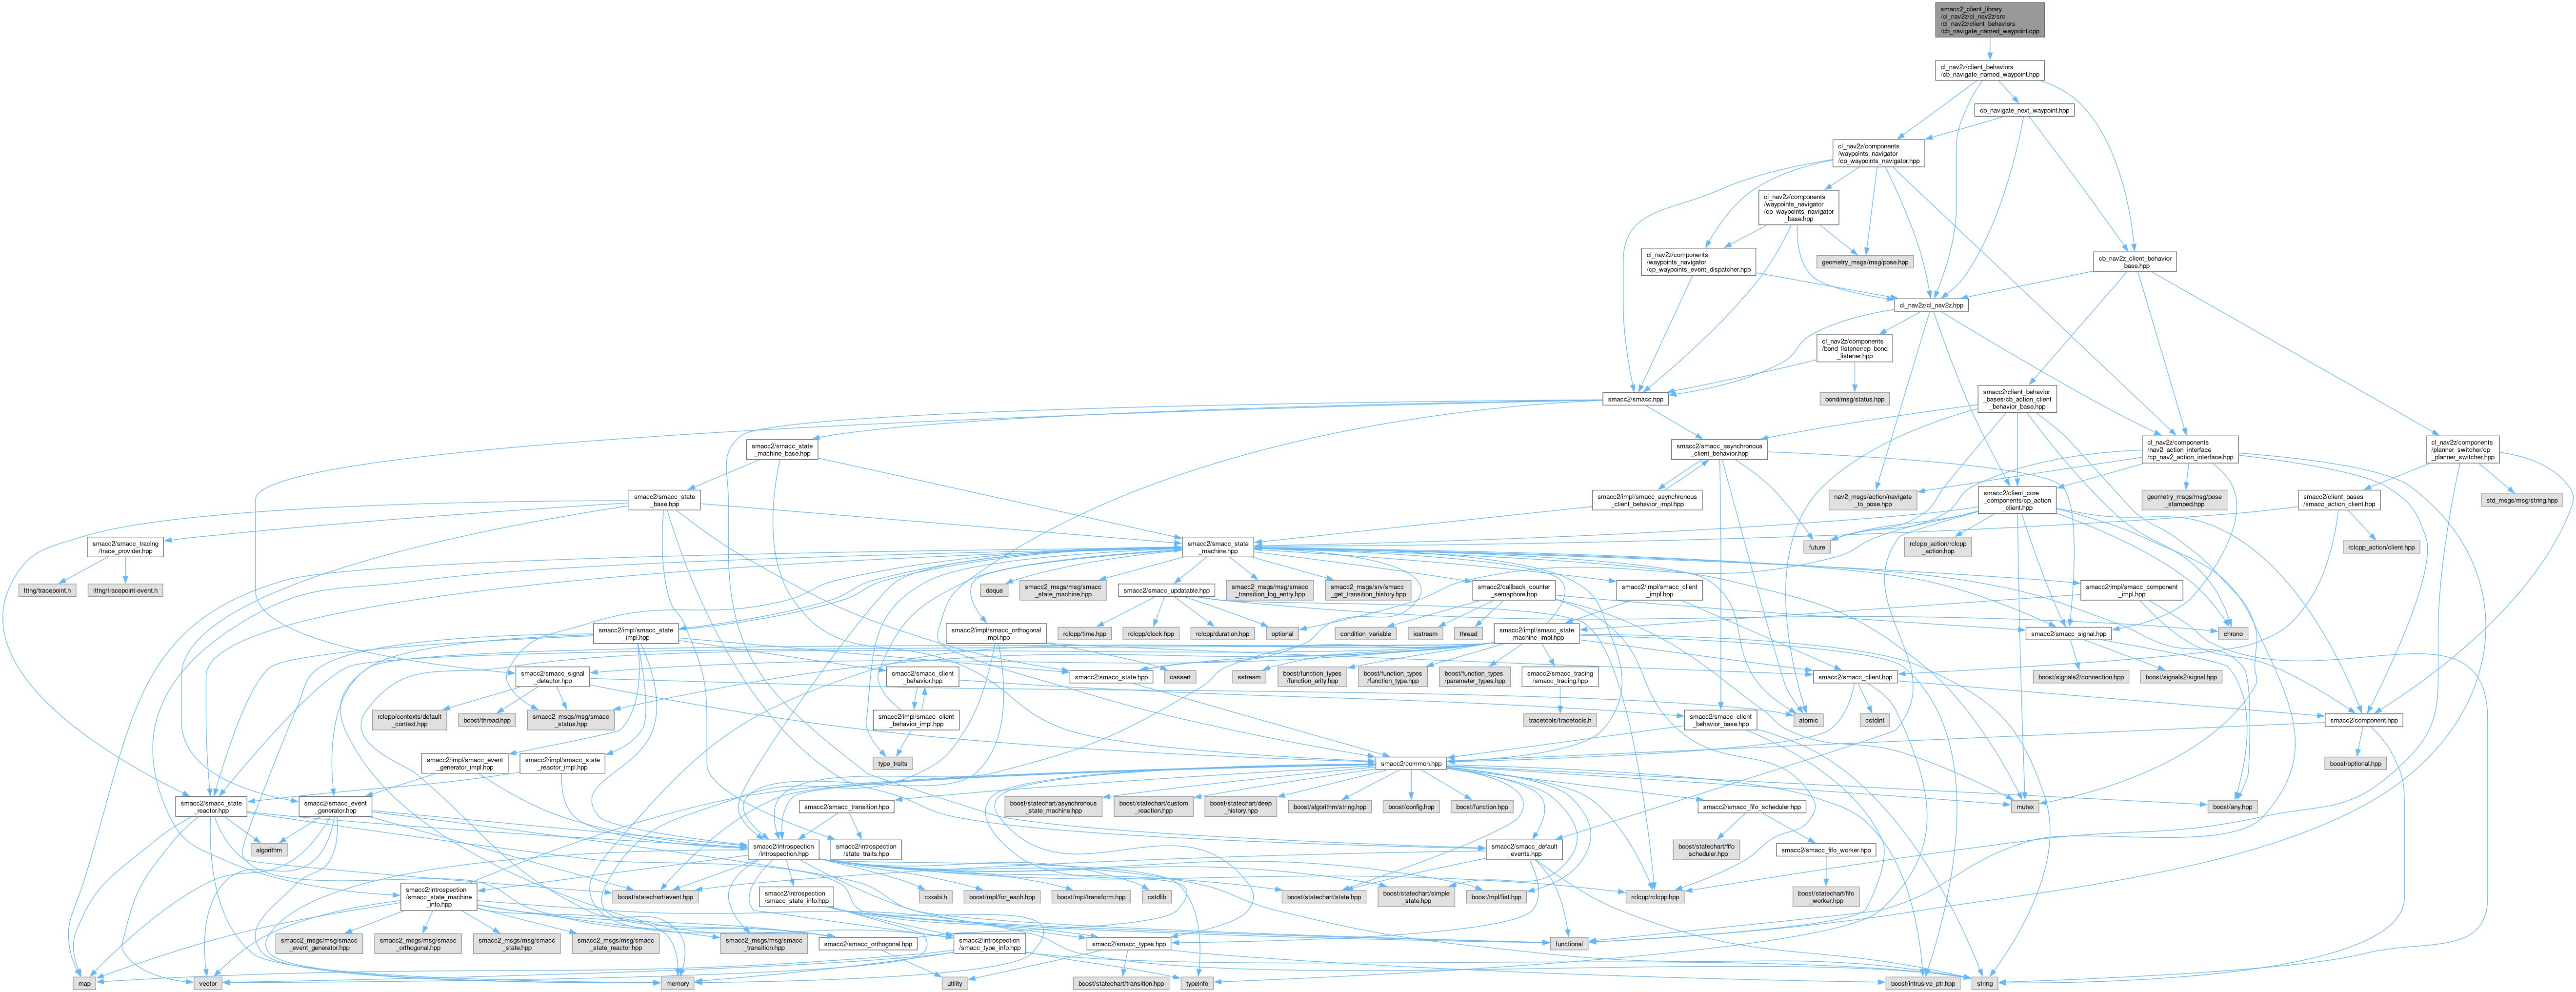 smacc2_client_library
/cl_nav2z/cl_nav2z/src
/cl_nav2z/client_behaviors
/cb_navigate_named_waypoint.cpp
cl_nav2z/client_behaviors
/cb_navigate_named_waypoint.hpp
cb_navigate_next_waypoint.hpp
cl_nav2z/components
/waypoints_navigator
/cp_waypoints_navigator.hpp
cl_nav2z/components
/waypoints_navigator
/cp_waypoints_navigator
_base.hpp
cl_nav2z/components
/waypoints_navigator
/cp_waypoints_event_dispatcher.hpp
geometry_msgs/msg/pose.hpp
cb_nav2z_client_behavior
_base.hpp
cl_nav2z/cl_nav2z.hpp
cl_nav2z/components
/bond_listener/cp_bond
_listener.hpp
bond/msg/status.hpp
smacc2/smacc.hpp
smacc2/client_behavior
_bases/cb_action_client
_behavior_base.hpp
smacc2/smacc_state
_machine_base.hpp
smacc2/smacc_asynchronous
_client_behavior.hpp
cl_nav2z/components
/nav2_action_interface
/cp_nav2_action_interface.hpp
cl_nav2z/components
/planner_switcher/cp
_planner_switcher.hpp
smacc2/smacc_state
_base.hpp
smacc2/impl/smacc_asynchronous
_client_behavior_impl.hpp
nav2_msgs/action/navigate
_to_pose.hpp
smacc2/client_core
_components/cp_action
_client.hpp
geometry_msgs/msg/pose
_stamped.hpp
smacc2/client_bases
/smacc_action_client.hpp
std_msgs/msg/string.hpp
smacc2/smacc_tracing
/trace_provider.hpp
smacc2/smacc_state
_machine.hpp
future
rclcpp_action/rclcpp
_action.hpp
rclcpp_action/client.hpp
lttng/tracepoint.h
lttng/tracepoint-event.h
deque
smacc2_msgs/msg/smacc
_state_machine.hpp
smacc2/smacc_updatable.hpp
smacc2_msgs/msg/smacc
_transition_log_entry.hpp
smacc2_msgs/srv/smacc
_get_transition_history.hpp
smacc2/callback_counter
_semaphore.hpp
smacc2/impl/smacc_client
_impl.hpp
smacc2/impl/smacc_component
_impl.hpp
smacc2/impl/smacc_state
_impl.hpp
smacc2/impl/smacc_orthogonal
_impl.hpp
rclcpp/time.hpp
rclcpp/clock.hpp
rclcpp/duration.hpp
optional
condition_variable
iostream
thread
smacc2/impl/smacc_state
_machine_impl.hpp
smacc2/smacc_signal.hpp
chrono
smacc2/smacc_signal
_detector.hpp
smacc2/smacc_client
_behavior.hpp
smacc2/smacc_state.hpp
cassert
sstream
boost/function_types
/function_arity.hpp
boost/function_types
/function_type.hpp
boost/function_types
/parameter_types.hpp
smacc2/smacc_tracing
/smacc_tracing.hpp
smacc2/smacc_client.hpp
boost/signals2/connection.hpp
boost/signals2/signal.hpp
rclcpp/contexts/default
_context.hpp
boost/thread.hpp
smacc2_msgs/msg/smacc
_status.hpp
smacc2/impl/smacc_client
_behavior_impl.hpp
tracetools/tracetools.h
smacc2/smacc_client
_behavior_base.hpp
atomic
cstdint
smacc2/component.hpp
smacc2/impl/smacc_event
_generator_impl.hpp
smacc2/impl/smacc_state
_reactor_impl.hpp
type_traits
smacc2/common.hpp
boost/optional.hpp
smacc2/smacc_state
_reactor.hpp
smacc2/smacc_event
_generator.hpp
smacc2/smacc_transition.hpp
boost/statechart/asynchronous
_state_machine.hpp
boost/statechart/custom
_reaction.hpp
boost/statechart/deep
_history.hpp
boost/algorithm/string.hpp
boost/config.hpp
boost/function.hpp
smacc2/smacc_fifo_scheduler.hpp
mutex
boost/any.hpp
algorithm
smacc2/introspection
/introspection.hpp
smacc2/introspection
/state_traits.hpp
smacc2/smacc_default
_events.hpp
boost/statechart/fifo
_scheduler.hpp
smacc2/smacc_fifo_worker.hpp
smacc2/introspection
/smacc_state_machine
_info.hpp
boost/statechart/event.hpp
smacc2/introspection
/smacc_state_info.hpp
cxxabi.h
boost/mpl/for_each.hpp
boost/mpl/transform.hpp
cstdlib
boost/statechart/state.hpp
boost/statechart/simple
_state.hpp
boost/mpl/list.hpp
rclcpp/rclcpp.hpp
boost/statechart/fifo
_worker.hpp
smacc2_msgs/msg/smacc
_event_generator.hpp
smacc2_msgs/msg/smacc
_orthogonal.hpp
smacc2_msgs/msg/smacc
_state.hpp
smacc2_msgs/msg/smacc
_state_reactor.hpp
smacc2_msgs/msg/smacc
_transition.hpp
smacc2/smacc_orthogonal.hpp
smacc2/introspection
/smacc_type_info.hpp
smacc2/smacc_types.hpp
functional
map
vector
memory
utility
boost/statechart/transition.hpp
typeinfo
boost/intrusive_ptr.hpp
string